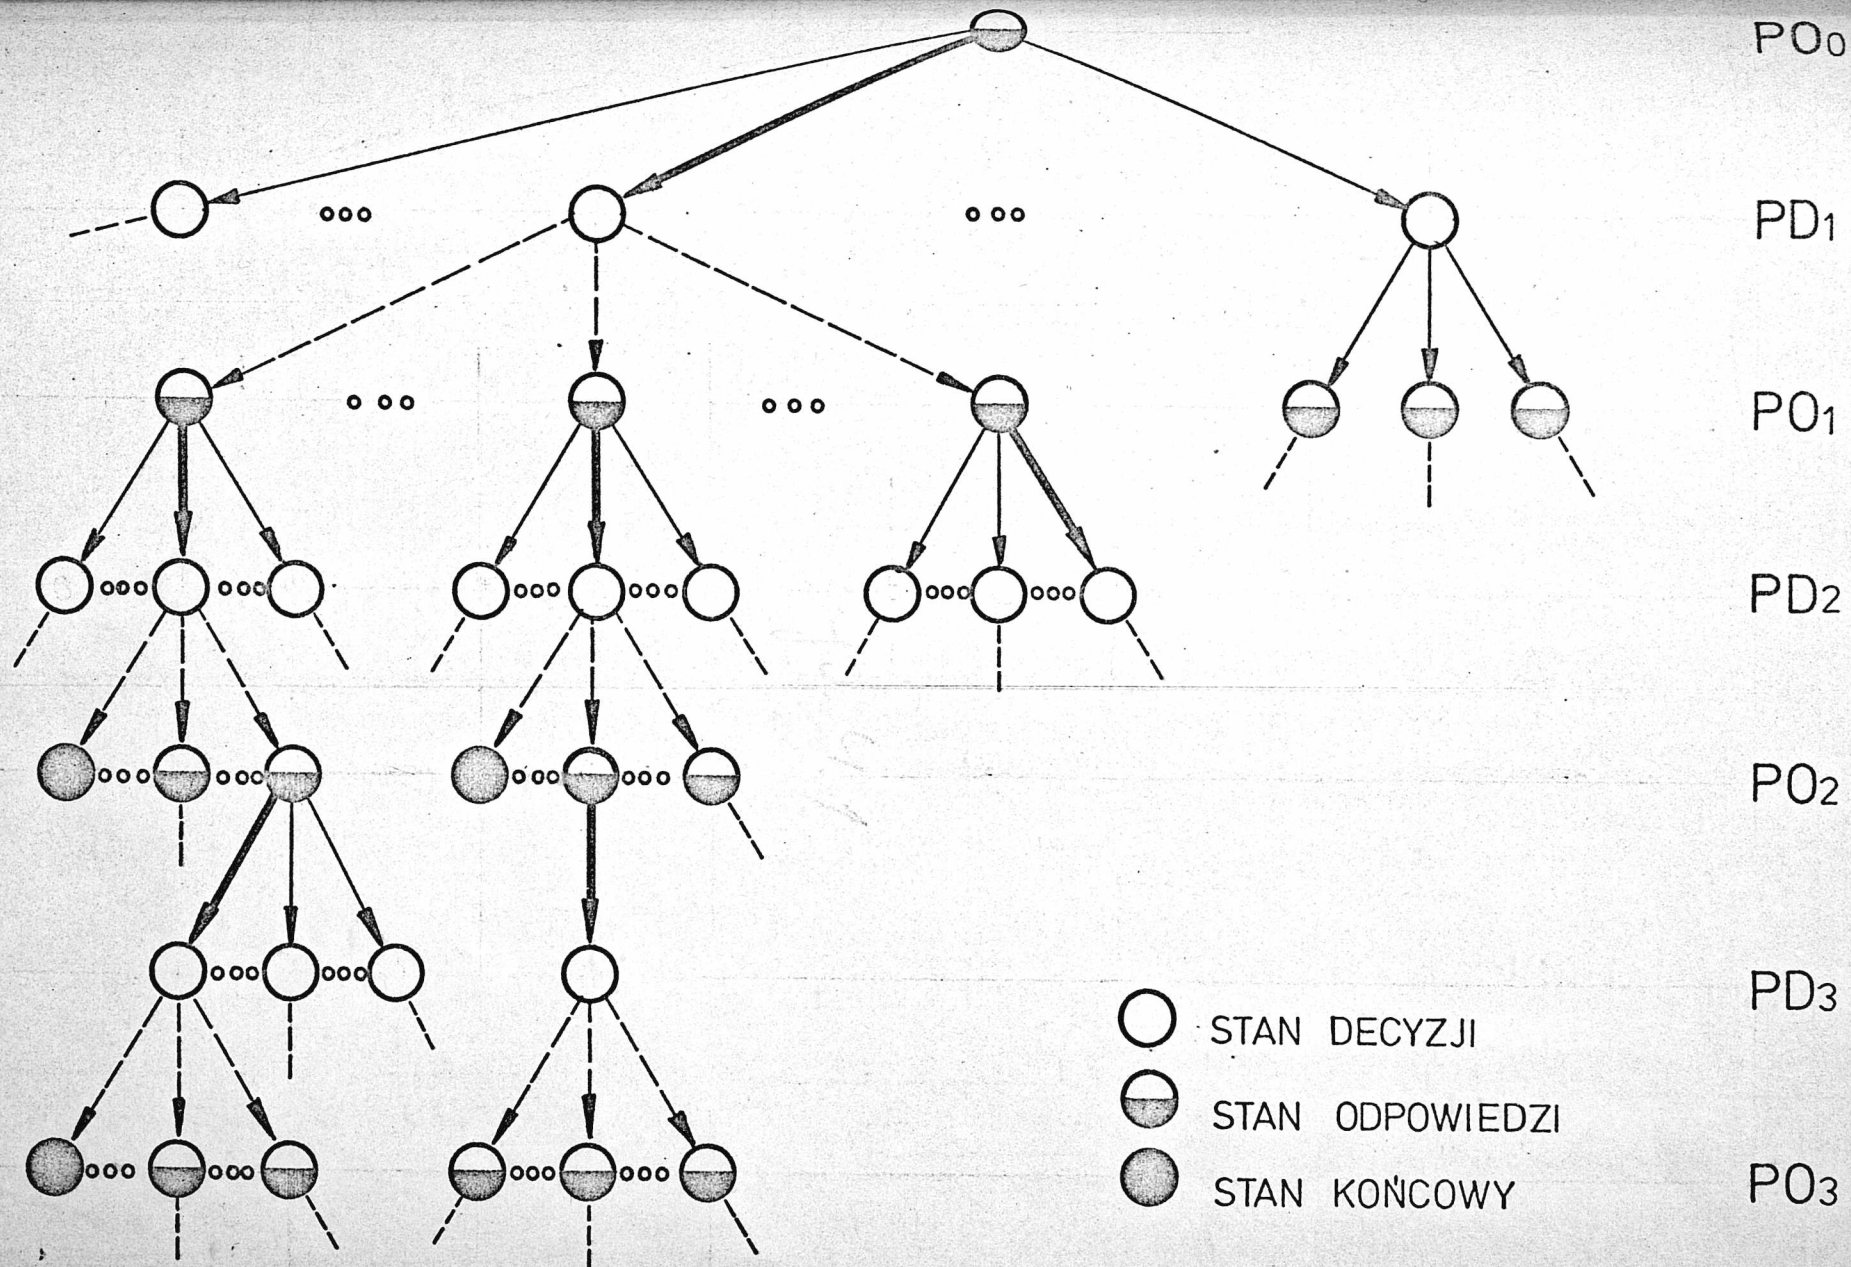 PO0
PD1
PO1
PD2
PO2
PD3
STAN DECYZJI
STAN ODPOWIEDZI
STAN KOŃCOWY
PO3